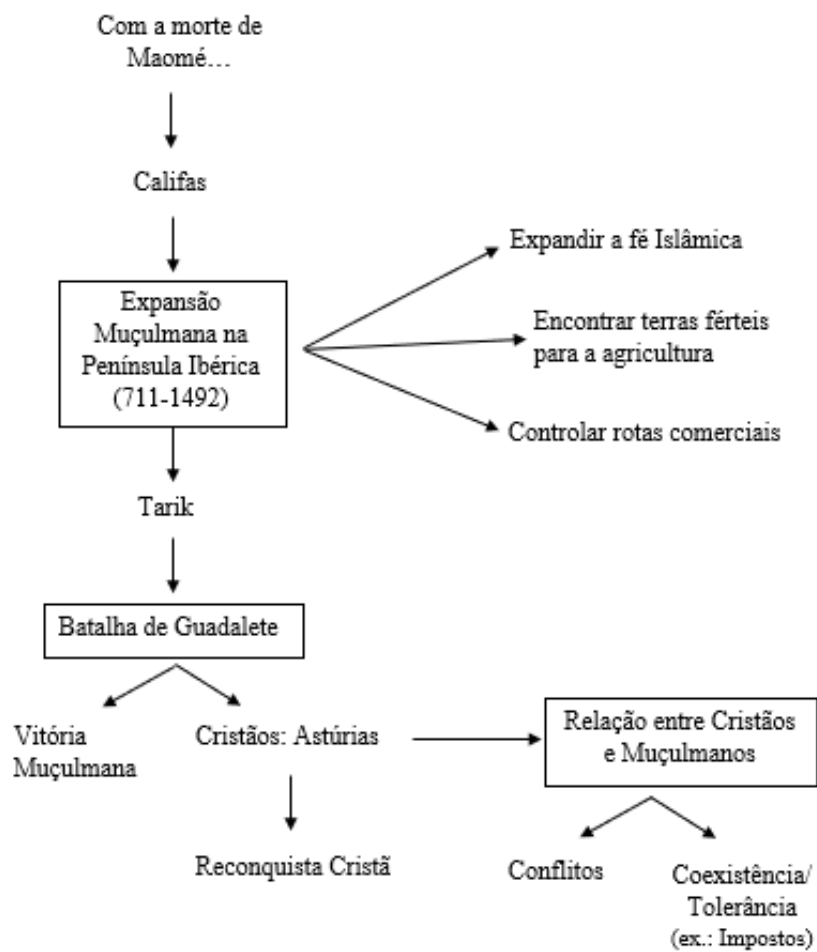 Com a morte de
Maomé…
Califas
Expansão
Muçulmana na
Península Ibérica
(711-1492)
Expandir a fé Islâmica
Encontrar terras férteis
para a agricultura
Controlar rotas comerciais
Tarik
Batalha de Guadalete
Vitória
Muçulmana
Cristãos: Astúrias
Relação entre Cristãos
e Muçulmanos
Reconquista Cristã
Conflitos
Coexistência/
Tolerância
(ex.: Impostos)